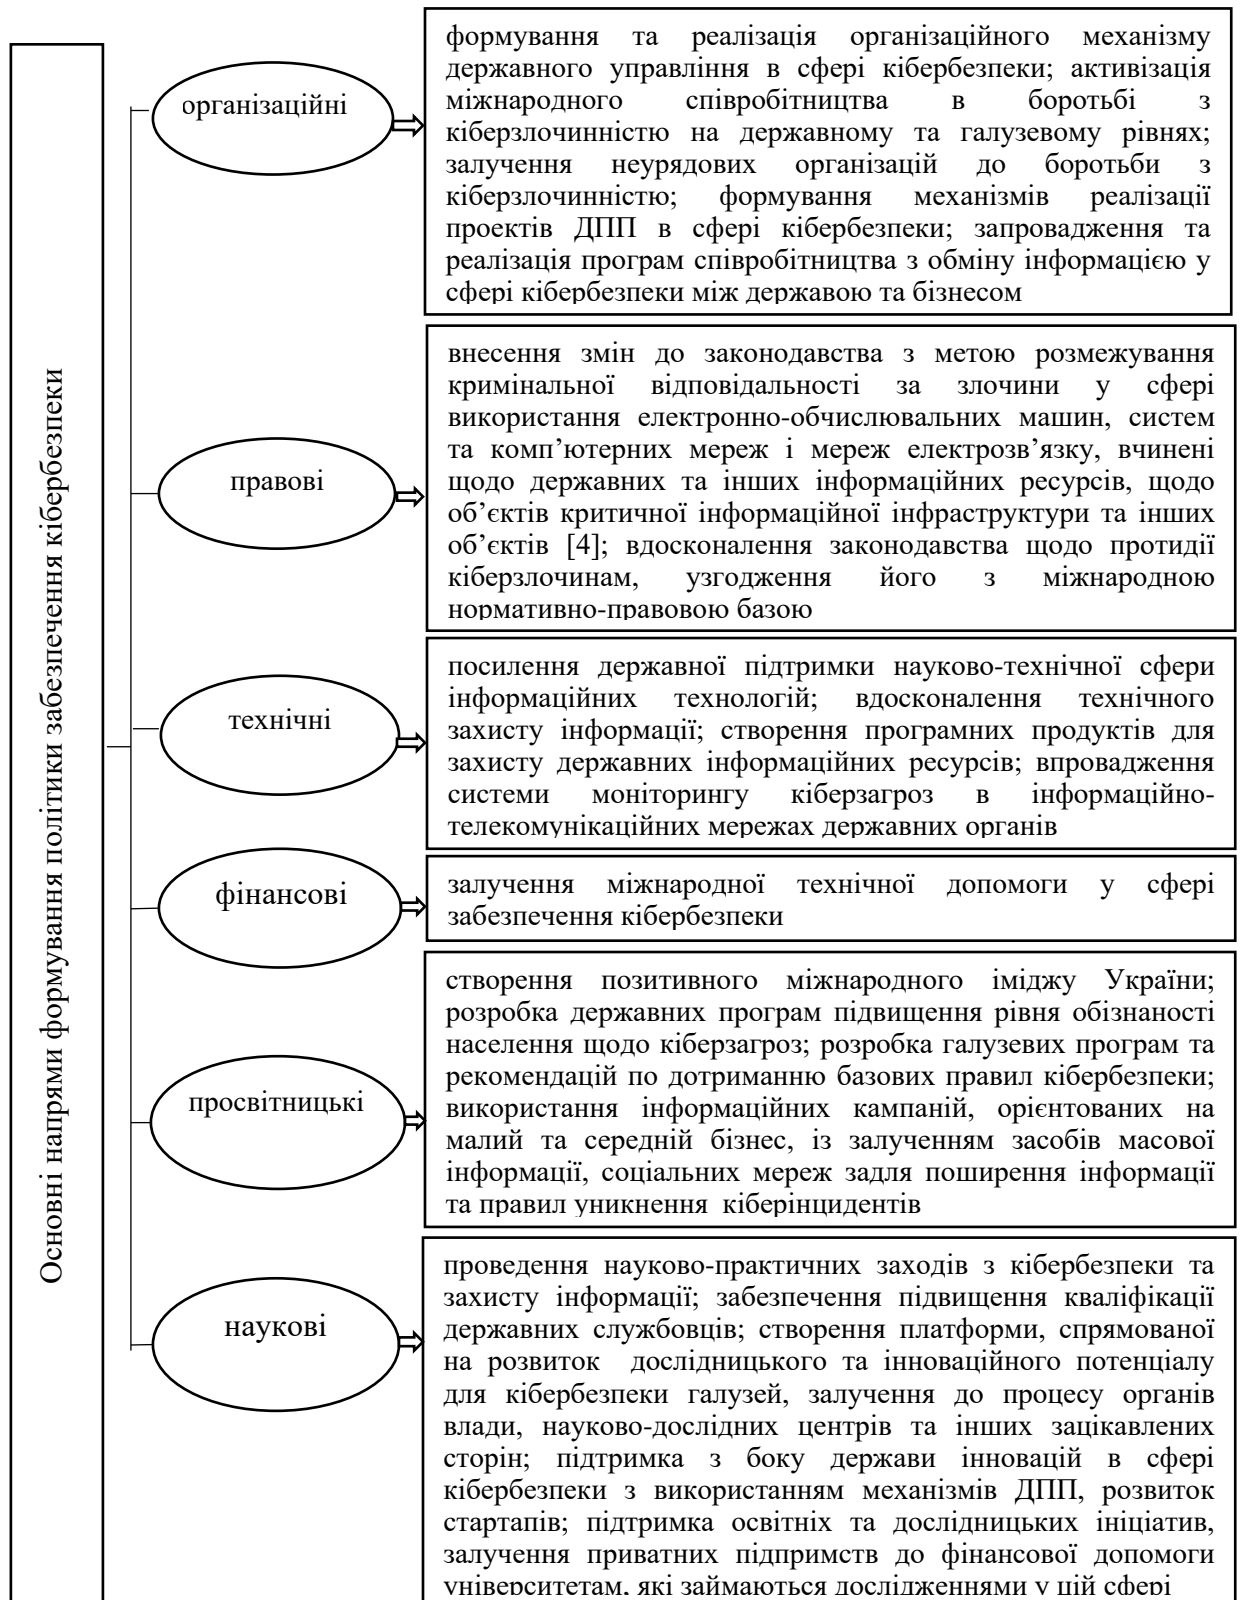 Основні напрями формування політики забезпечення кібербезпеки
організаційні
формування та реалізація організаційного механізму
державного управління в сфері кібербезпеки; активізація
міжнародного співробітництва в боротьбі з
кіберзлочинністю на державному та галузевому рівнях;
залучення неурядових організацій до боротьби з
кіберзлочинністю; формування механізмів реалізації
проектів ДПП в сфері кібербезпеки; запровадження та
реалізація програм співробітництва з обміну інформацією у
сфері кібербезпеки між державою та бізнесом
правові
внесення змін до законодавства з метою розмежування
кримінальної відповідальності за злочини у сфері
використання електронно-обчислювальних машин, систем
та комп’ютерних мереж і мереж електрозв’язку, вчинені
щодо державних та інших інформаційних ресурсів, щодо
об’єктів критичної інформаційної інфраструктури та інших
об’єктів [4]; вдосконалення законодавства щодо протидії
кіберзлочинам, узгодження його з міжнародною
нормативно-правовою базою
технічні
посилення державної підтримки науково-технічної сфери
інформаційних технологій; вдосконалення технічного
захисту інформації; створення програмних продуктів для
захисту державних інформаційних ресурсів; впровадження
системи моніторингу кіберзагроз в інформаційно-
телекомунікаційних мережах державних органів
фінансові
залучення міжнародної технічної допомоги у сфері
забезпечення кібербезпеки
просвітницькі
створення позитивного міжнародного іміджу України;
розробка державних програм підвищення рівня обізнаності
населення щодо кіберзагроз; розробка галузевих програм та
рекомендацій по дотриманню базових правил кібербезпеки;
використання інформаційних кампаній, орієнтованих на
малий та середній бізнес, із залученням засобів масової
інформації, соціальних мереж задля поширення інформації
та правил уникнення кіберінцидентів
наукові
проведення науково-практичних заходів з кібербезпеки та
захисту інформації; забезпечення підвищення кваліфікації
державних службовців; створення платформи, спрямованої
на розвиток дослідницького та інноваційного потенціалу
для кібербезпеки галузей, залучення до процесу органів
влади, науково-дослідних центрів та інших зацікавлених
сторін; підтримка з боку держави інновацій в сфері
кібербезпеки з використанням механізмів ДПП, розвиток
стартапів; підтримка освітніх та дослідницьких ініціатив,
залучення приватних підпримств до фінансової допомоги
університетам, які займаються дослідженнями у цій сфері